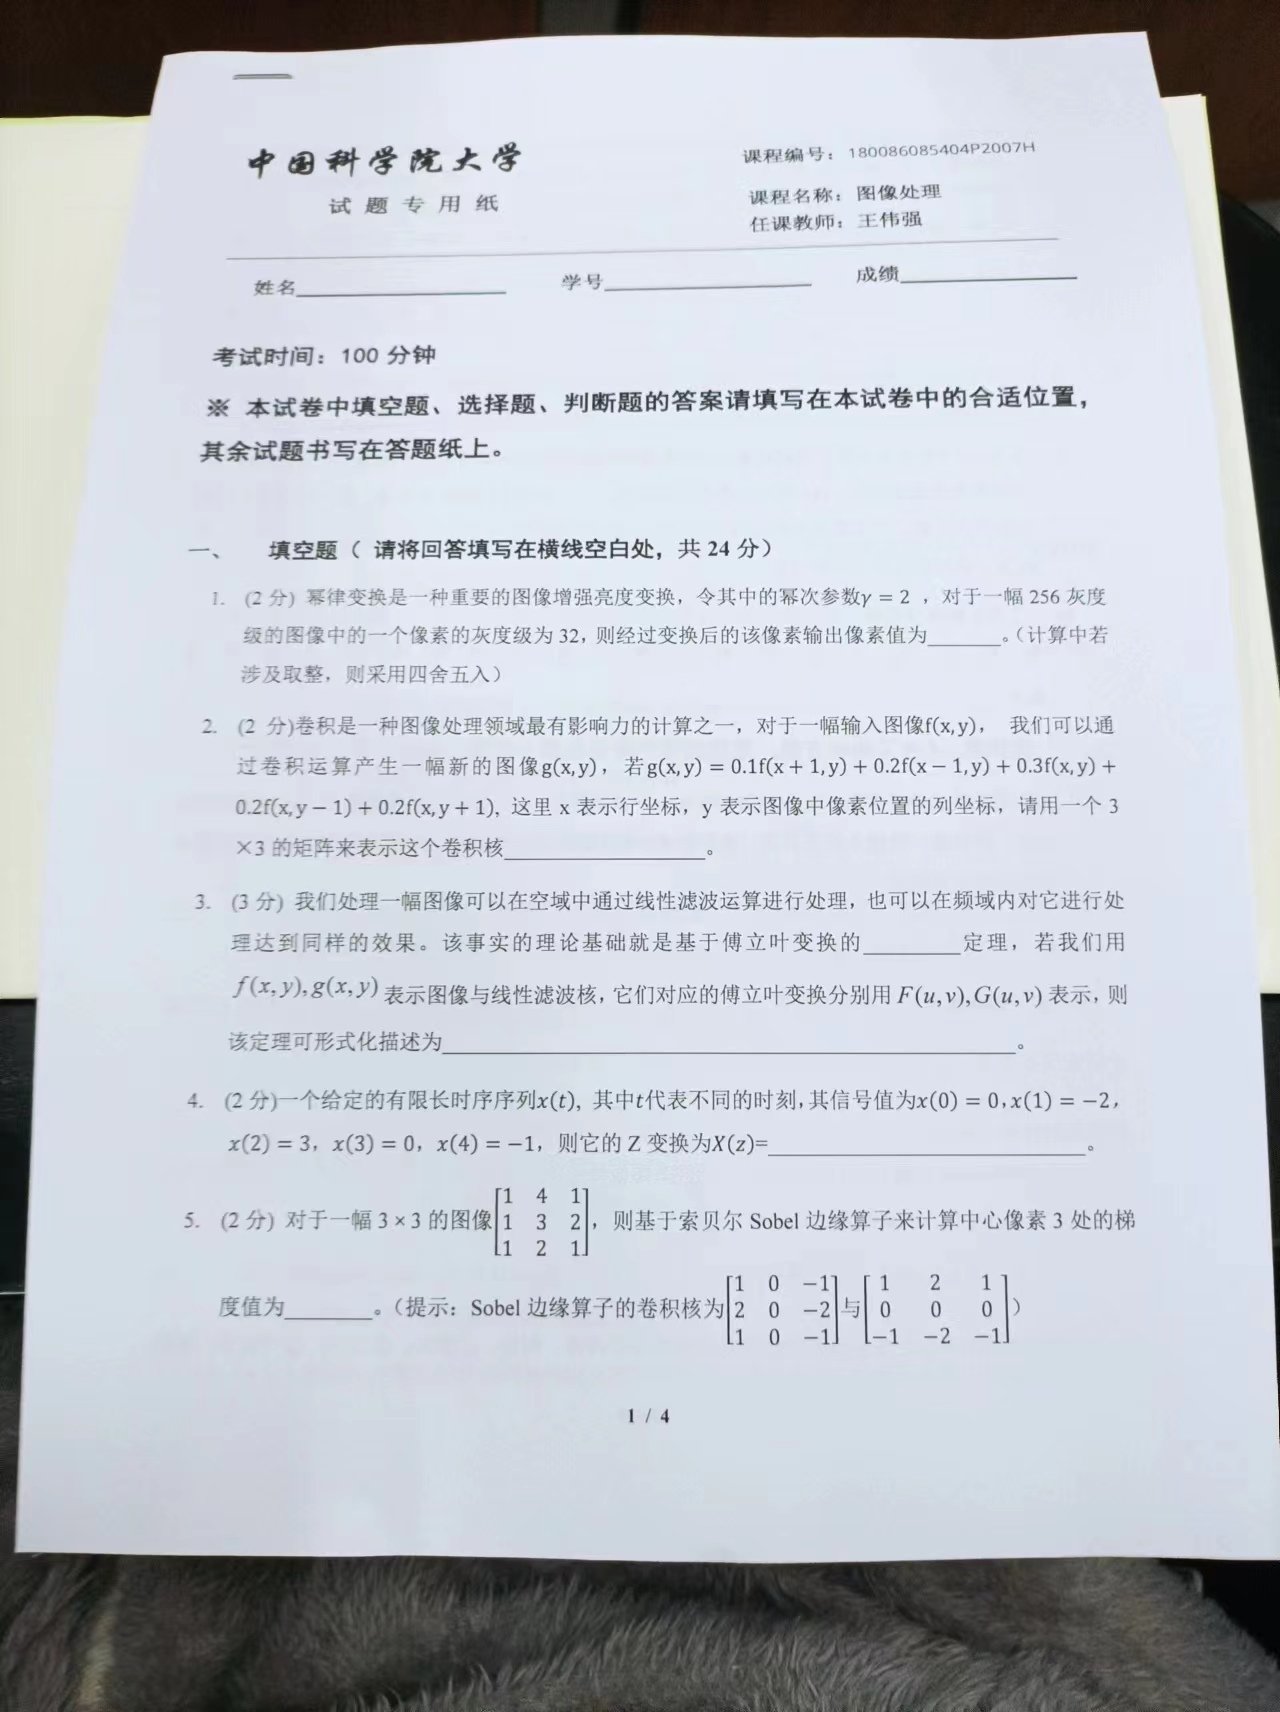 中国科学院大学
试题专用纸
课程编号：180086085404P2007H
课程名称：图像处理
任课教师：王伟强
姓名 学号 成绩
考试时间：100 分钟
※ 本试卷中填空题、选择题、判断题的答案请填写在本试卷中的合适位置，
其余试题书写在答题纸上。
一、 填空题（ 请将回答填写在横线空白处，共 24 分）
1. (2 分) 幂律变换是一种重要的图像增强亮度变换，令其中的幂次参数γ = 2 ，对于一幅 256 灰度
级的图像中的一个像素的灰度级为 32，则经过变换后的该像素输出像素值为_______。（计算中若
涉及取整，则采用四舍五入）
2. (2 分)卷积是一种图像处理领域最有影响力的计算之一，对于一幅输入图像f(x,y)， 我们可以通
过卷积运算产生一幅新的图像g(x,y)，若g(x,y) = 0.1f(x + 1,y) + 0.2f(x − 1,y) + 0.3f(x,y) +
0.2f(x,y − 1) + 0.2f(x,y + 1), 这里 x 表示行坐标，y 表示图像中像素位置的列坐标，请用一个 3
×3 的矩阵来表示这个卷积核___________________。
3. (3 分) 我们处理一幅图像可以在空域中通过线性滤波运算进行处理，也可以在频域内对它进行处
理达到同样的效果。该事实的理论基础就是基于傅立叶变换的_________定理，若我们用
f(x,y),g(x,y) 表示图像与线性滤波核，它们对应的傅立叶变换分别用 F(u,v),G(u,v) 表示，则
该定理可形式化描述为______________________________________________________。
4. (2 分)一个给定的有限长时序序列x(t), 其中t代表不同的时刻，其信号值为x(0) = 0,x(1) = −2，
x(2) = 3，x(3) = 0，x(4) = −1，则它的 Z 变换为X(z)=______________________________。
5. (2 分) 对于一幅 3 × 3 的图像[1 4 1; 1 3 2; 1 2 1]，则基于索贝尔 Sobel 边缘算子来计算中心像素 3 处的梯
度值为________。（提示：Sobel 边缘算子的卷积核为[1 0 −1; 2 0 −2; 1 0 −1]与[1 2 1; 0 0 0; −1 −2 −1]）
1 / 4